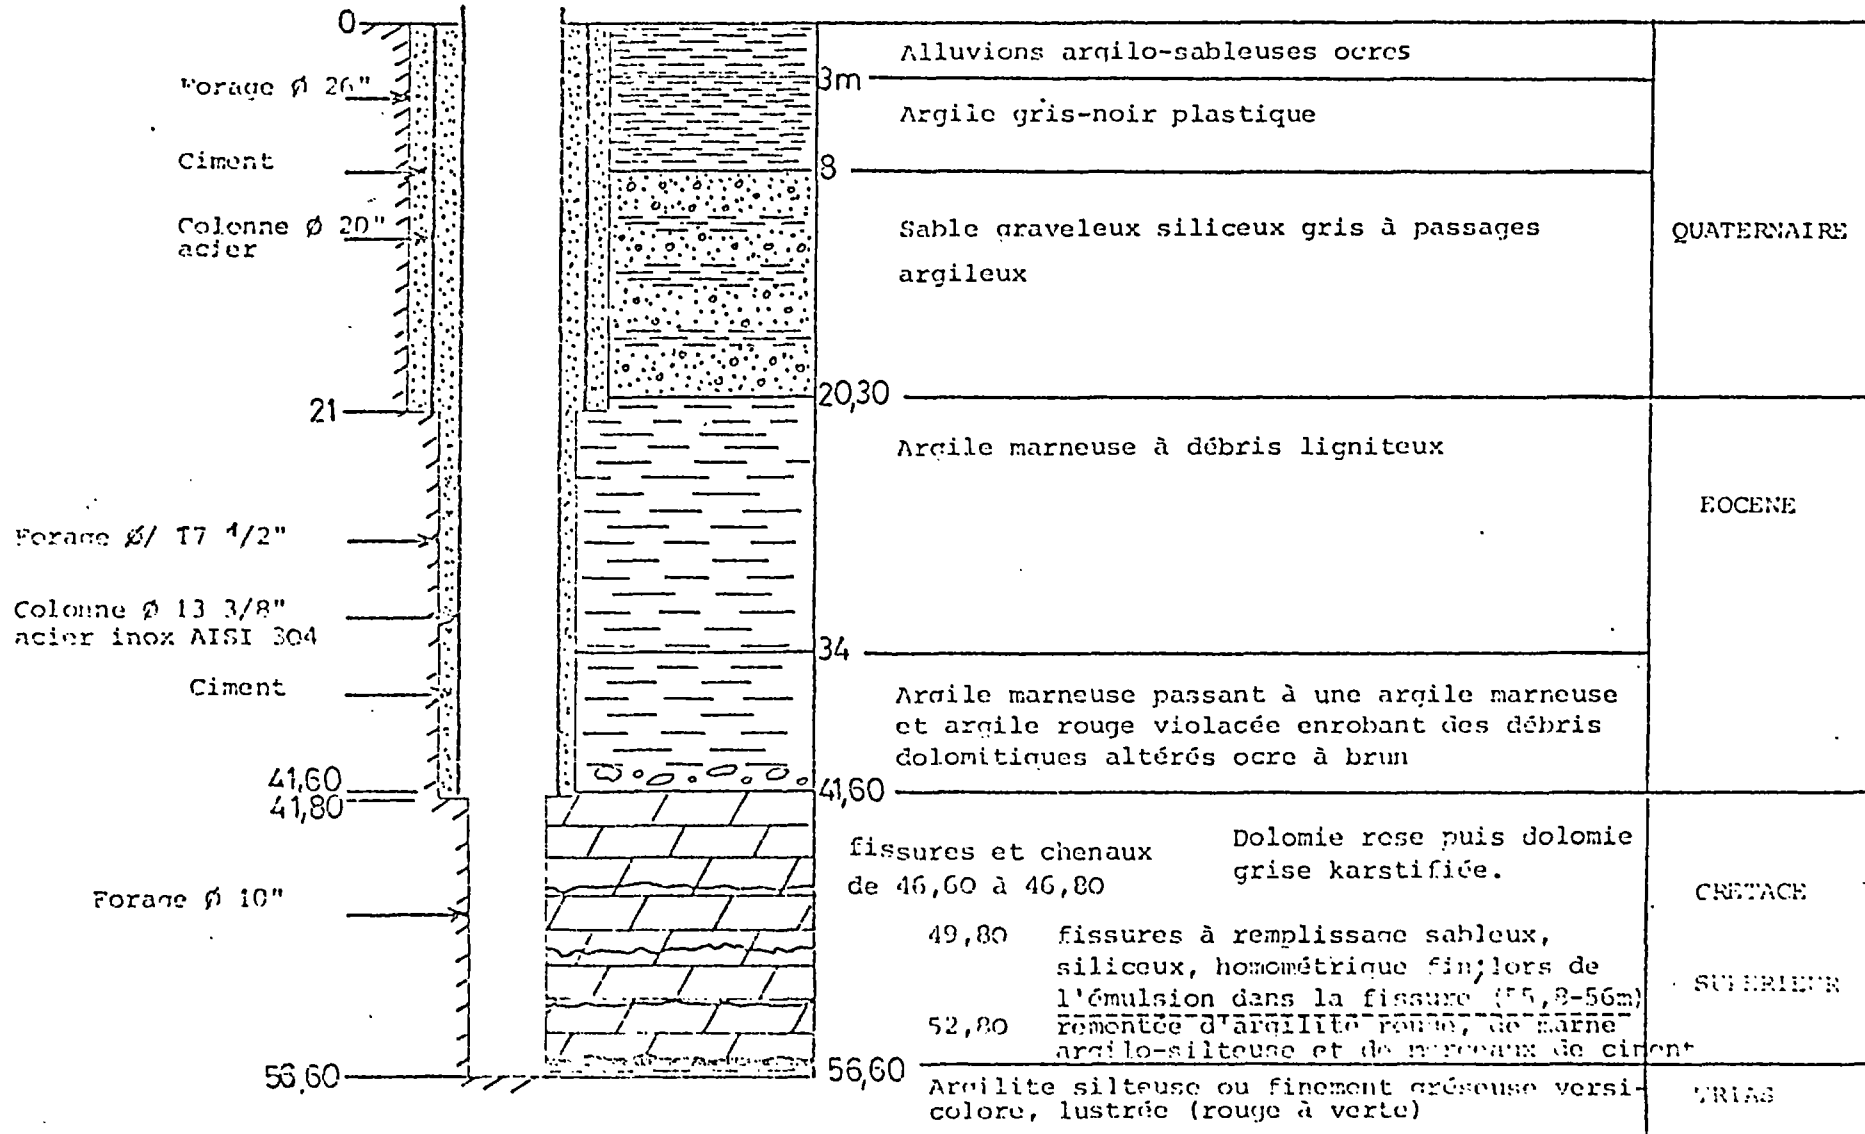 0
Forage Ø 26"
Ciment
Colonne Ø 20"
acier
21
Forage Ø/ 17 1/2"
Colonne Ø 13 3/8"
acier inox AISI 304
Ciment
41,60
41,80
Forage Ø 10"
56,60
3m
8
20,30
34
41,60
56,60
Alluvions argilo-sableuses ocres
Argile gris-noir plastique
Sable graveleux siliceux gris à passages
argileux
QUATERNAIRE
Argile marneuse à débris ligniteux
EOCENE
Argile marneuse passant à une argile marneuse
et argile rouge violacée enrobant des débris
dolomitiques altérés ocre à brun
fissures et chenaux
de 46,60 à 46,80
Dolomie rose puis dolomie
grise karstifiée.
49,80 fissures à remplissage sableux,
siliceux, homométrique fin; lors de
l'émulsion dans la fissure (55,8-56m)
52,80 remontée d'argilite rouge, de marne
argilo-silteuse et de morceaux de ciment
CRETACE
SUPERIEUR
Argilite silteuse ou finement gréseuse versi-
colore, lustrée (rouge à verte)
TRIAS